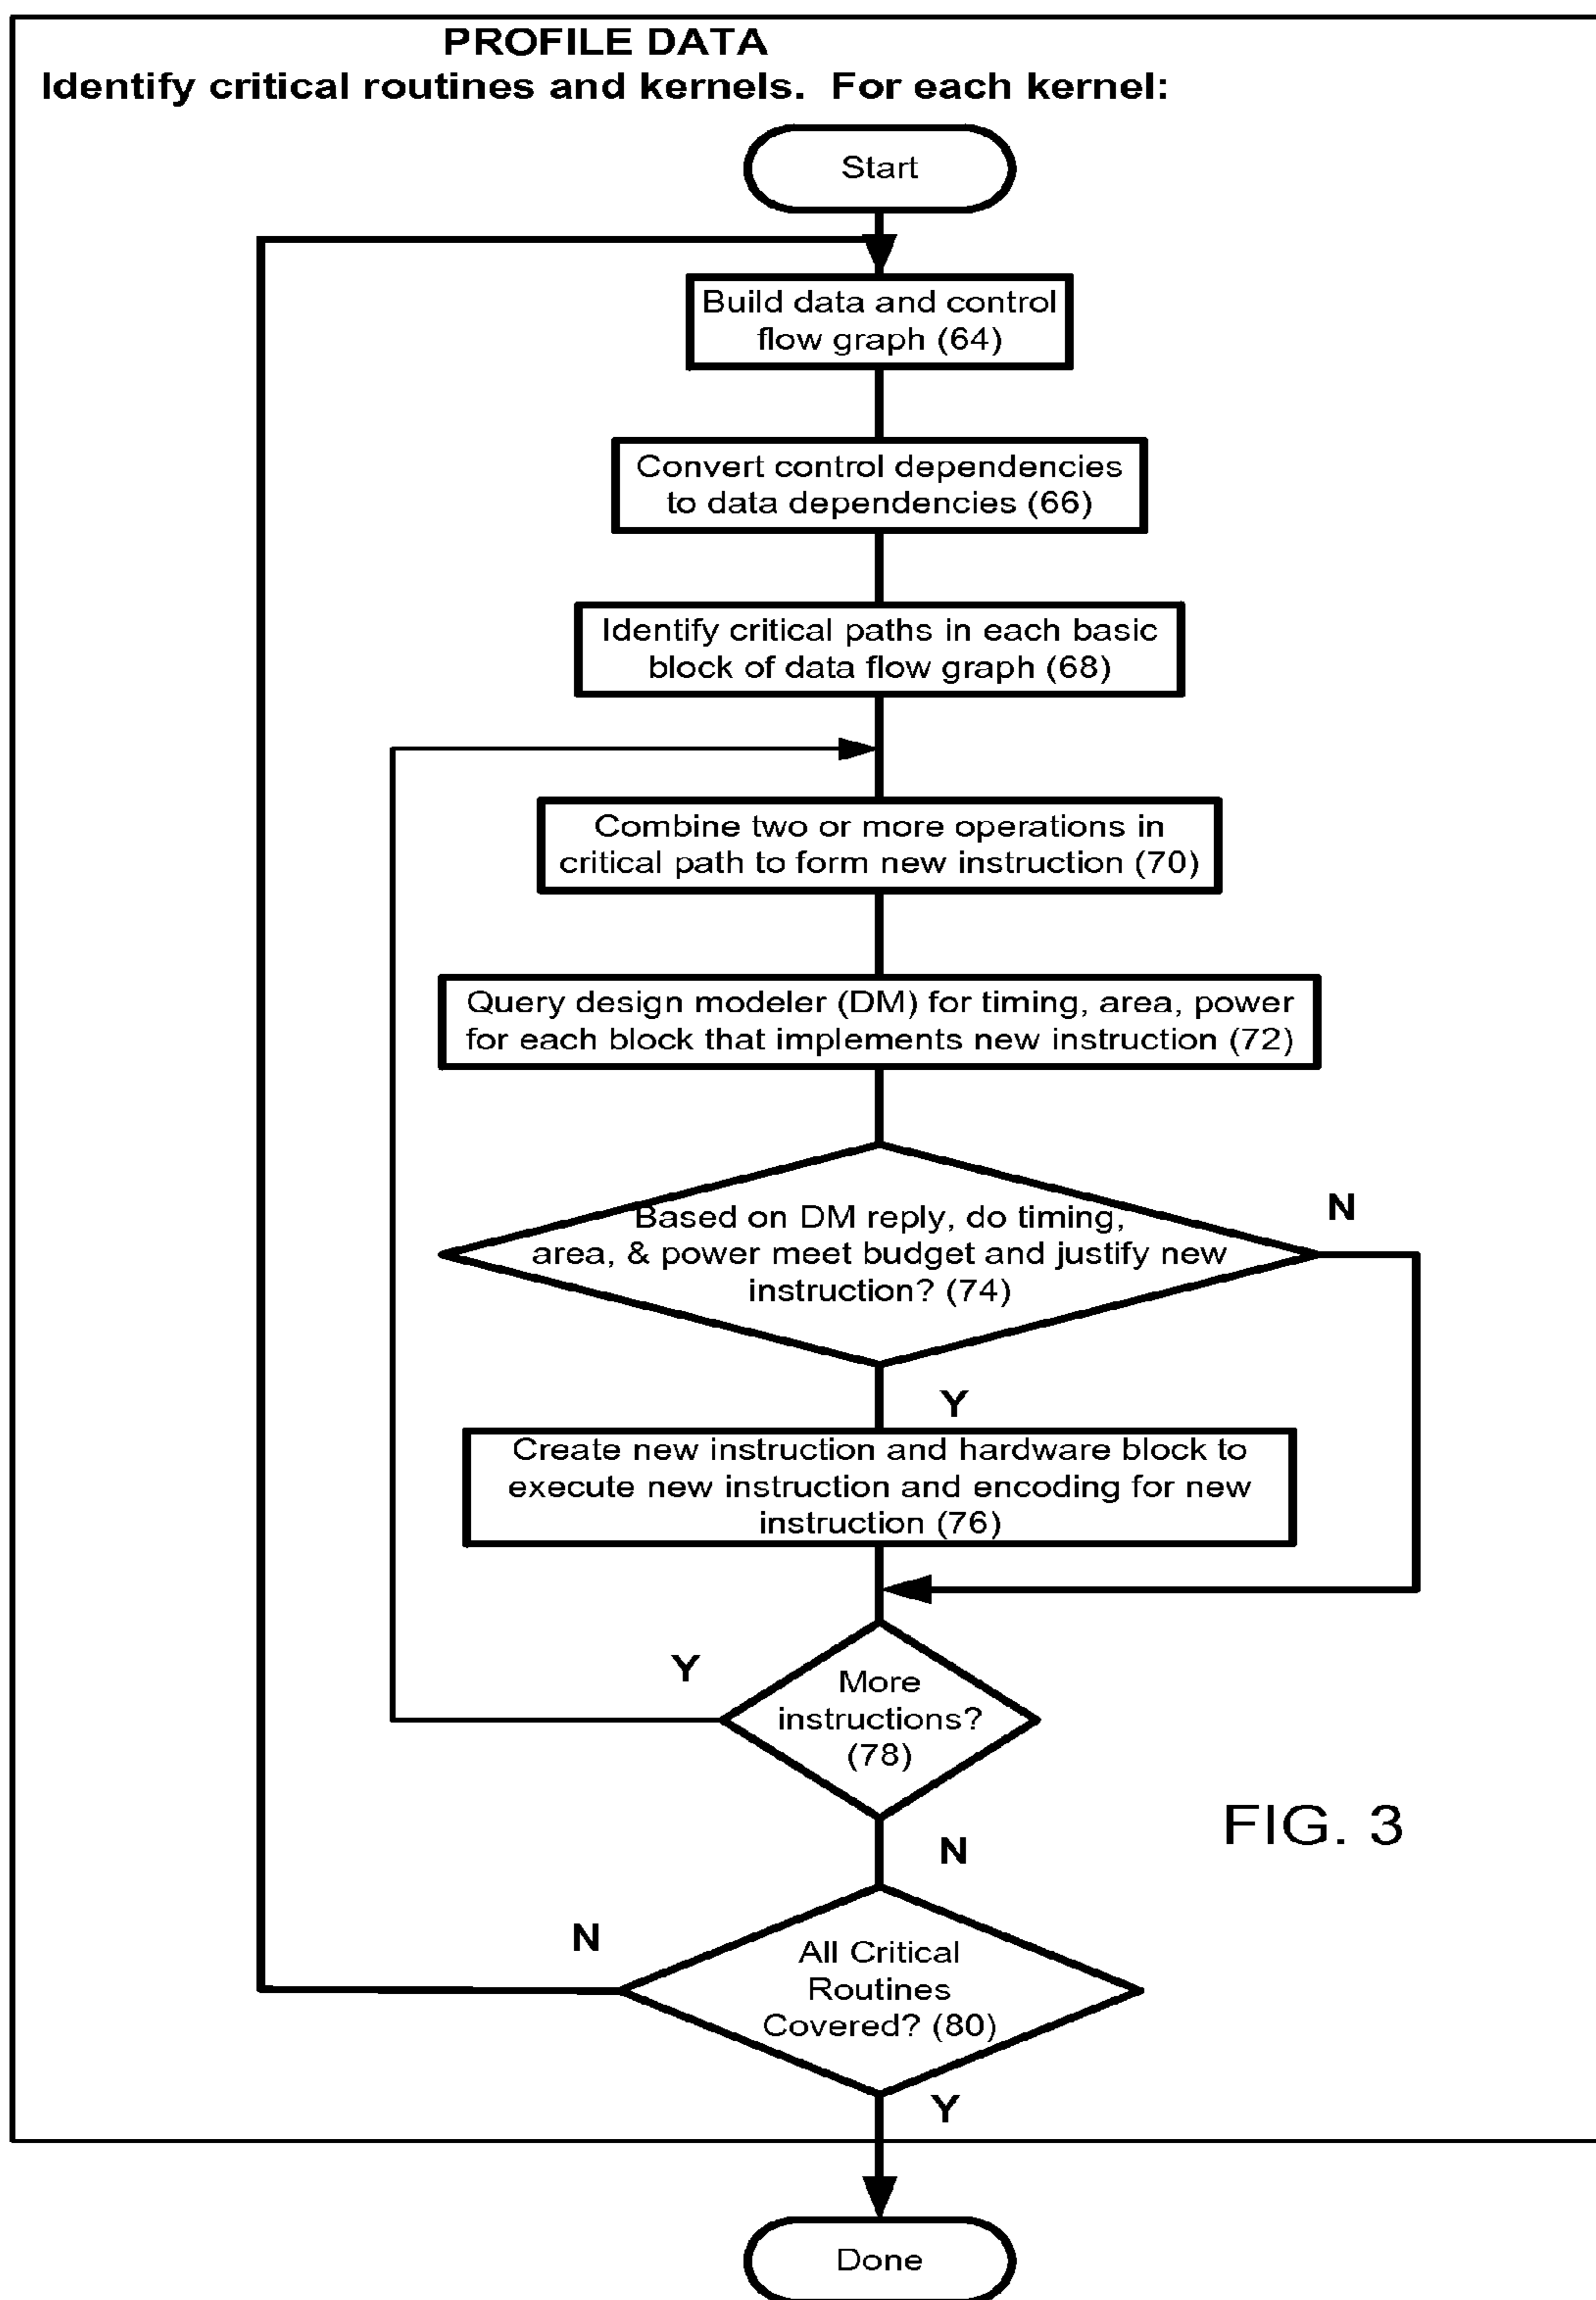 PROFILE DATA
Identify critical routines and kernels. For each kernel:
Start
Build data and control
flow graph (64)
Convert control dependencies
to data dependencies (66)
Identify critical paths in each basic
block of data flow graph (68)
Combine two or more operations in
critical path to form new instruction (70)
Query design modeler (DM) for timing, area, power
for each block that implements new instruction (72)
N
Based on DM reply, do timing,
area, & power meet budget and justify new
instruction? (74)
Y
Create new instruction and hardware block to
execute new instruction and encoding for new
instruction (76)
Y
More
instructions?
(78)
FIG. 3
N
N
All Critical
Routines
Covered? (80)
Y
Done